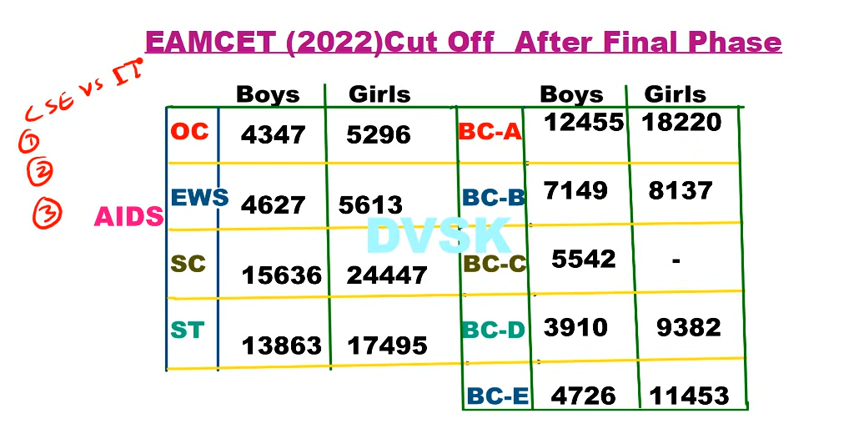 EAMCET (2022)Cut Off After Final Phase
CSE VS IT
①
②
③
AIDS
Boys Girls Boys Girls
OC 4347 5296 BC-A 12455 18220
EWS 4627 5613 BC-B 7149 8137
DVSK
SC 15636 24447 BC-C 5542 -
ST 13863 17495 BC-D 3910 9382
BC-E 4726 11453